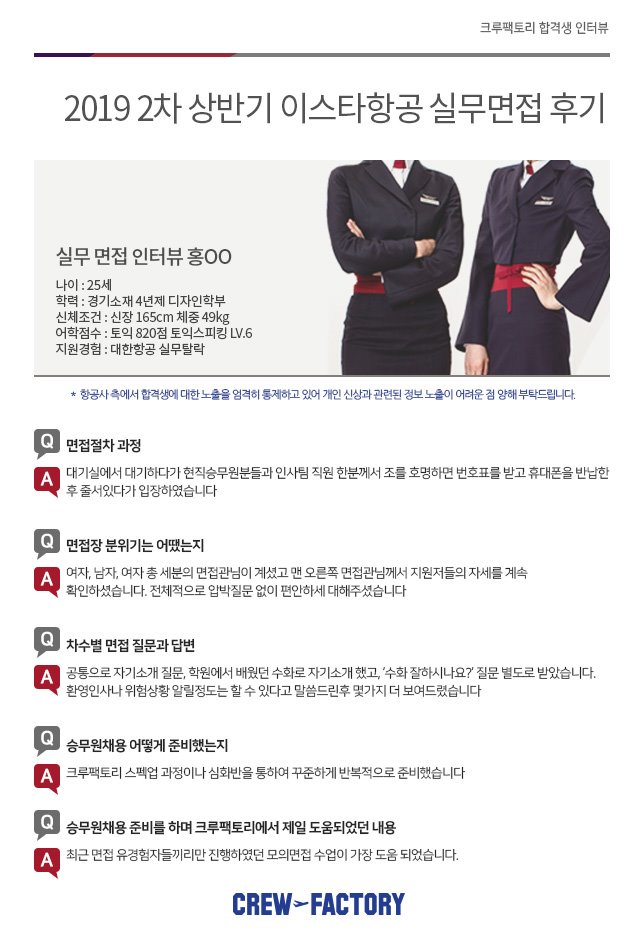 크루팩토리 합격생 인터뷰
2019 2차 상반기 이스타항공 실무면접 후기
실무 면접 인터뷰 홍OO
나이 : 25세
학력 : 경기소재 4년제 디자인학부
신체조건 : 신장 165cm 체중 49kg
어학점수 : 토익 820점 토익스피킹 LV.6
지원경험 : 대한항공 실무탈락
* 항공사 측에서 합격생에 대한 노출을 엄격히 통제하고 있어 개인 신상과 관련된 정보 노출이 어려운 점 양해 부탁드립니다.
Q 면접절차 과정
A 대기실에서 대기하다가 현직승무원분들과 인사팀 직원 한분께서 조를 호명하면 번호표를 받고 휴대폰을 반납한
후 줄서있다가 입장하였습니다
Q 면접장 분위기는 어땠는지
A 여자, 남자, 여자 총 세분의 면접관님이 계셨고 맨 오른쪽 면접관님께서 지원저들의 자세를 계속
확인하셨습니다. 전체적으로 압박질문 없이 편안하세 대해주셨습니다
Q 차수별 면접 질문과 답변
A 공통으로 자기소개 질문, 학원에서 배웠던 수화로 자기소개 했고, ‘수화 잘하시나요?’ 질문 별도로 받았습니다.
환영인사나 위험상황 알릴정도는 할 수 있다고 말씀드린후 몇가지 더 보여드렸습니다
Q 승무원채용 어떻게 준비했는지
A 크루팩토리 스펙업 과정이나 심화반을 통하여 꾸준하게 반복적으로 준비했습니다
Q 승무원채용 준비를 하며 크루팩토리에서 제일 도움되었던 내용
A 최근 면접 유경험자들끼리만 진행하였던 모의면접 수업이 가장 도움 되었습니다.
CREW FACTORY